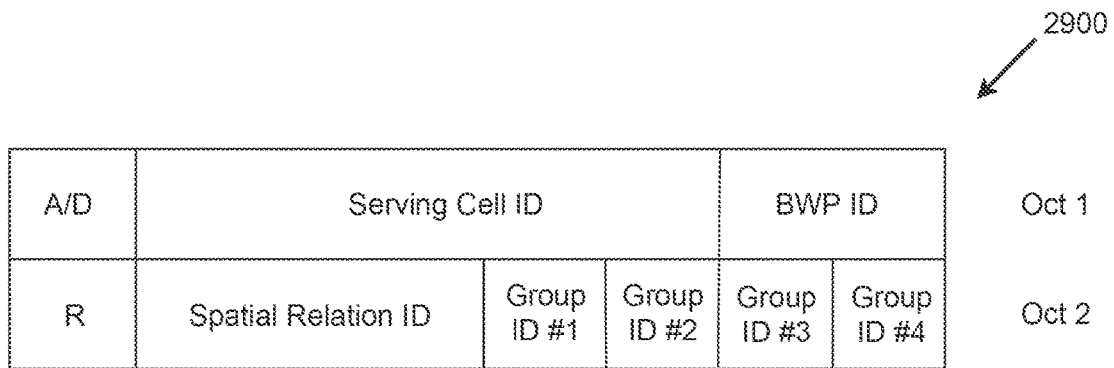 2900
A/D Serving Cell ID BWP ID Oct 1
R Spatial Relation ID Group ID #1 Group ID #2 Group ID #3 Group ID #4 Oct 2